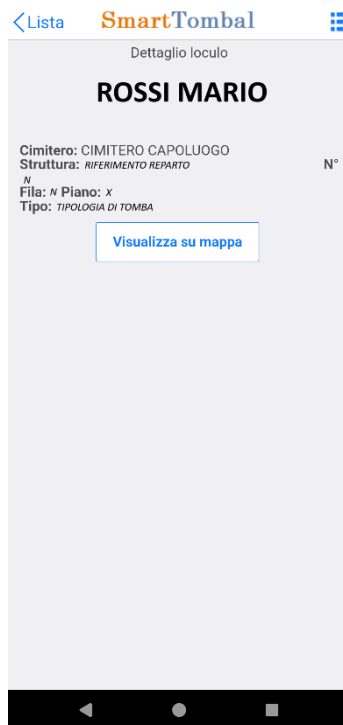 Lista SmartTombal
Dettaglio loculo
ROSSI MARIO
Cimitero: CIMITERO CAPOLUOGO
Struttura: RIFERIMENTO REPARTO N°
N
Fila: N Piano: X
Tipo: TIPOLOGIA DI TOMBA
Visualizza su mappa